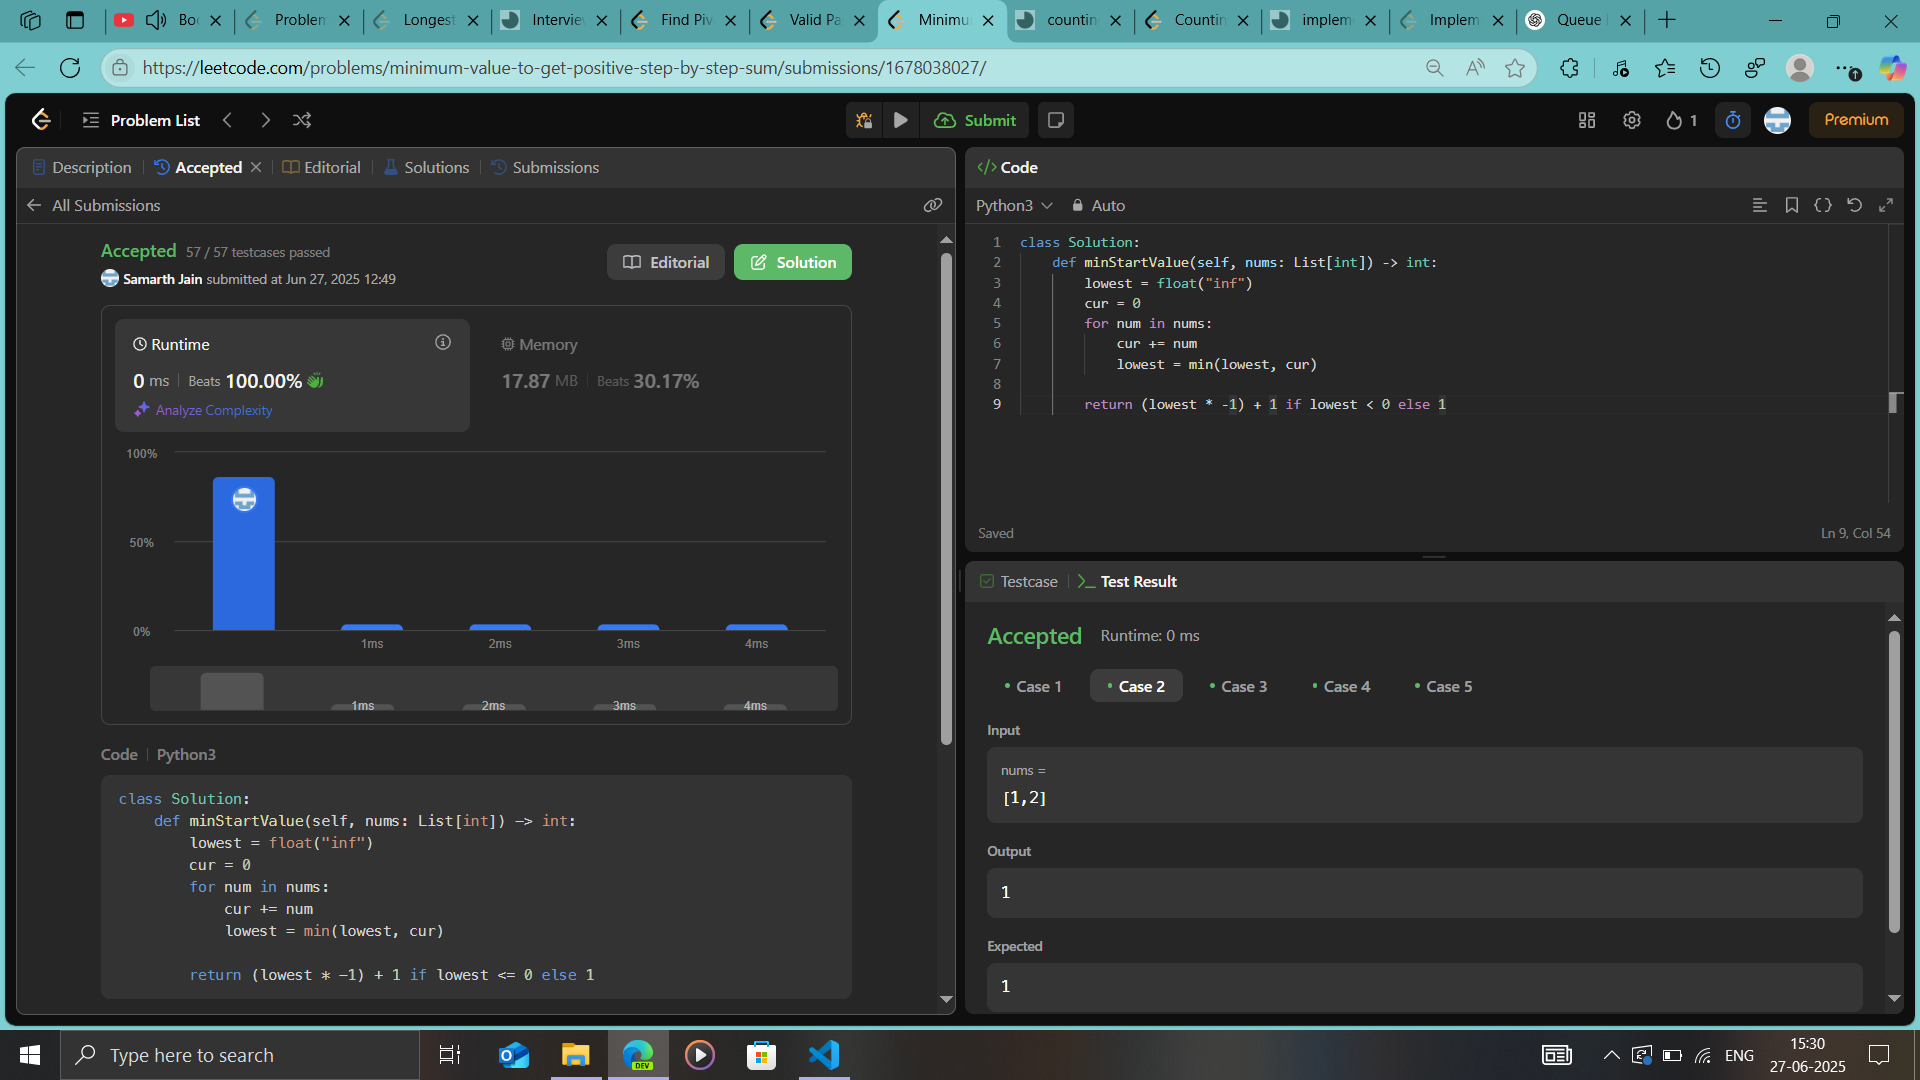 Boo
Problem
Longest
Interview
Find Piv
Valid Pa
Minimu
countin
Countin
implem
Implem
Queue
https://leetcode.com/problems/minimum-value-to-get-positive-step-by-step-sum/submissions/1678038027/
Problem List
Submit
1
Premium
Description
Accepted
Editorial
Solutions
Submissions
All Submissions
Accepted 57 / 57 testcases passed
Samarth Jain submitted at Jun 27, 2025 12:49
Editorial
Solution
Runtime
0 ms Beats 100.00%
Analyze Complexity
Memory
17.87 MB Beats 30.17%
100%
50%
0%
1ms 2ms 3ms 4ms
1ms 2ms 3ms 4ms
Code Python3
class Solution:
def minStartValue(self, nums: List[int]) -> int:
lowest = float("inf")
cur = 0
for num in nums:
cur += num
lowest = min(lowest, cur)
return (lowest * -1) + 1 if lowest <= 0 else 1
</> Code
Python3 Auto
1 class Solution:
2 def minStartValue(self, nums: List[int]) -> int:
3 lowest = float("inf")
4 cur = 0
5 for num in nums:
6 cur += num
7 lowest = min(lowest, cur)
8
9 return (lowest * -1) + 1 if lowest < 0 else 1
Saved
Ln 9, Col 54
Testcase
>_ Test Result
Accepted Runtime: 0 ms
Case 1
Case 2
Case 3
Case 4
Case 5
Input
nums =
[1,2]
Output
1
Expected
1
Type here to search
DEV
ENG
15:30
27-06-2025